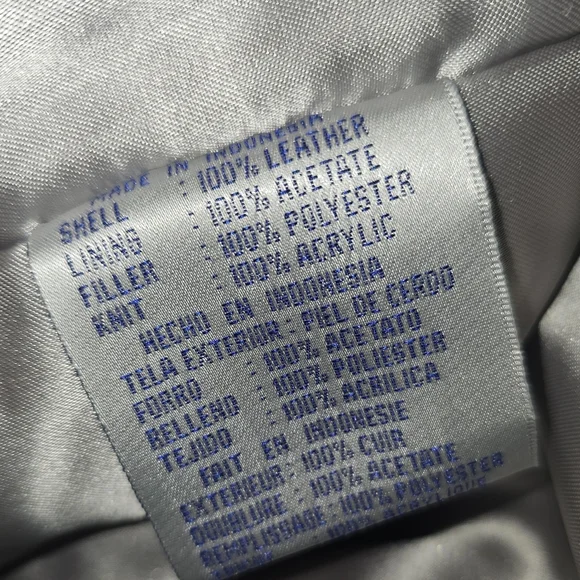 MADE IN INDONESIA
SHELL : 100% LEATHER
LINING : 100% ACETATE
FILLER : 100% POLYESTER
KNIT : 100% ACRYLIC
HECHO EN INDONESIA
TELA EXTERIOR : PIEL DE CERDO
FORRO : 100% ACETATO
RELLENO : 100% POLIESTER
TEJIDO : 100% ACRILICA
FAIT EN INDONESIE
EXTERIEUR : 100% CUIR
DOUBLURE : 100% ACETATE
REMPLISSAGE : 100% POLYESTER
100% ACRYLIQUE